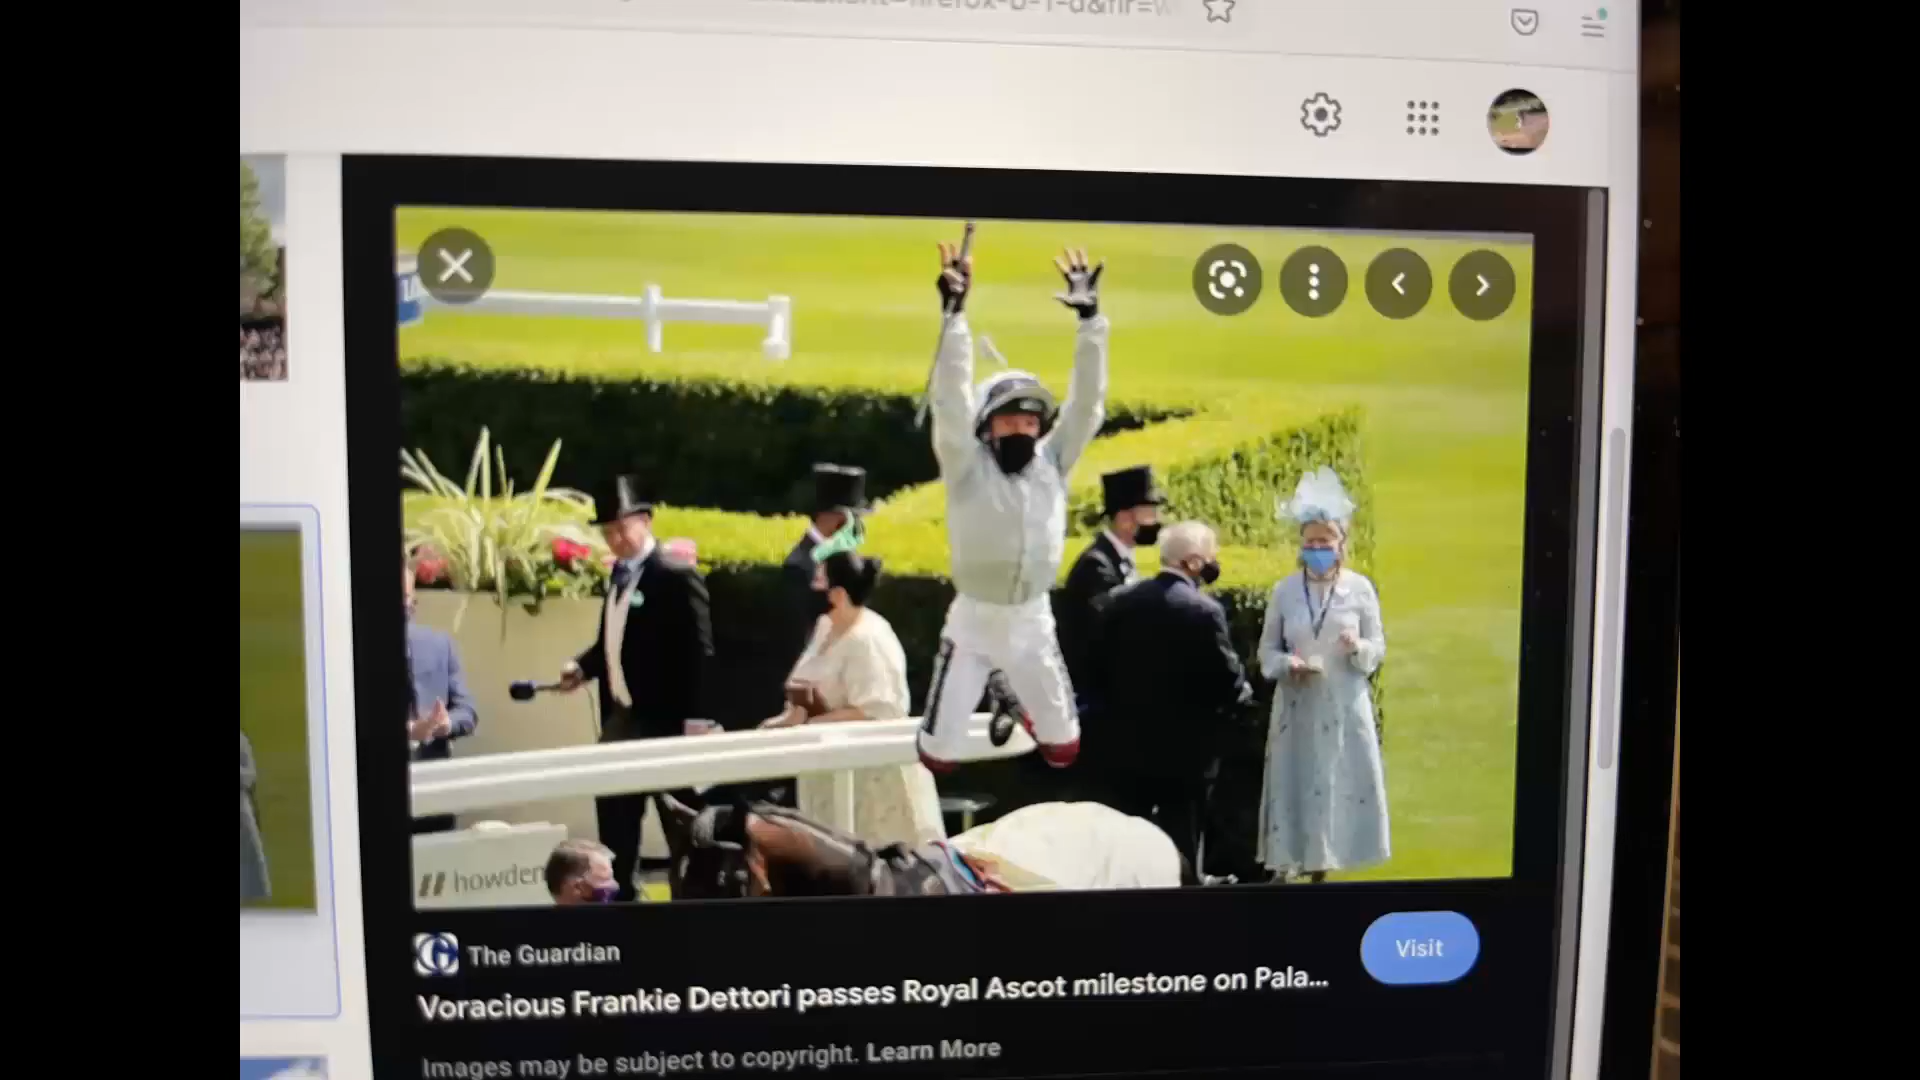 howden
The Guardian
Visit
Voracious Frankie Dettori passes Royal Ascot milestone on Pala...
Images may be subject to copyright. Learn More